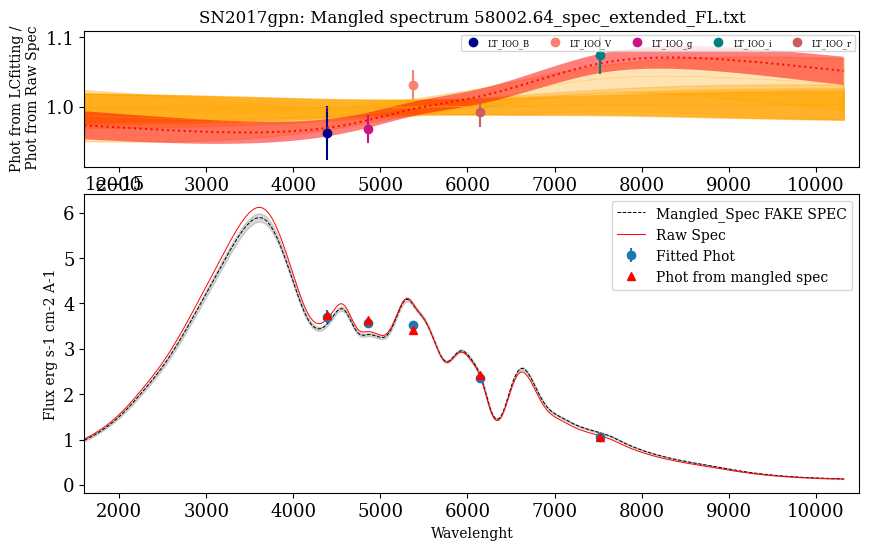 SN2017gpn: Mangled spectrum 58002.64_spec_extended_FL.txt
Phot from LCfitting /
Phot from Raw Spec
1.1
1.0
LT_IOO_B LT_IOO_V LT_IOO_g LT_IOO_i LT_IOO_r
2000 3000 4000 5000 6000 7000 8000 9000 10000
1e−15
Flux erg s-1 cm-2 A-1
6
5
4
3
2
1
0
Mangled_Spec FAKE SPEC
Raw Spec
Fitted Phot
Phot from mangled spec
2000 3000 4000 5000 6000 7000 8000 9000 10000
Wavelenght